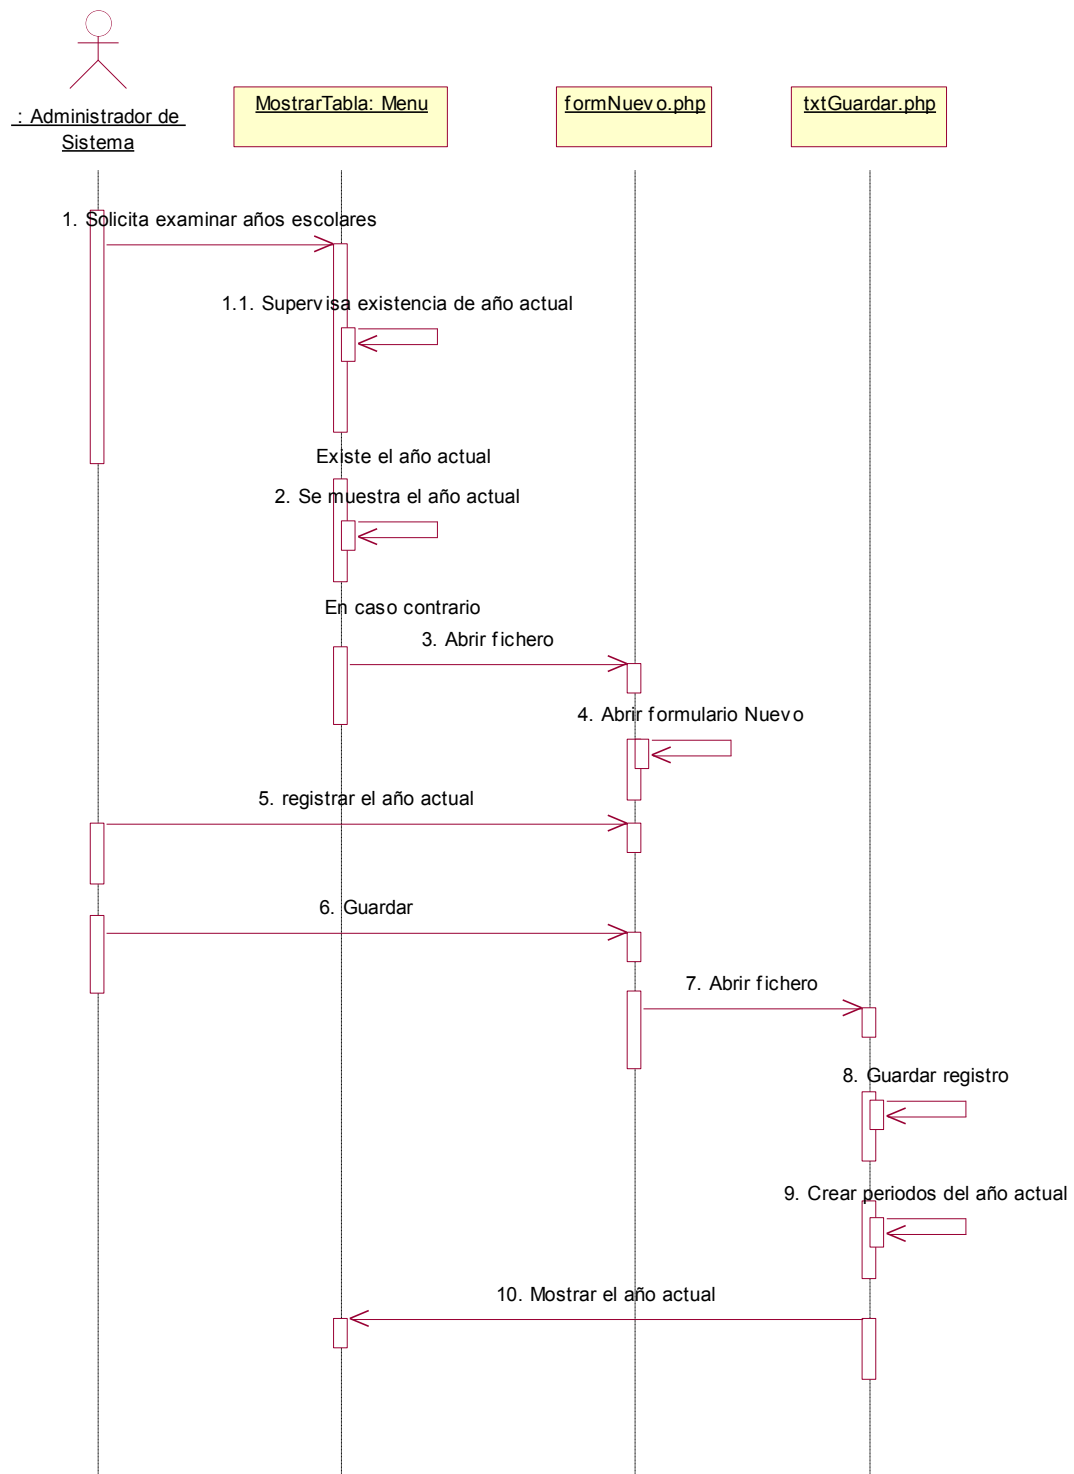 : Administrador de
Sistema
MostrarTabla: Menu
formNuevo.php
txtGuardar.php
1. Solicita examinar años escolares
1.1. Supervisa existencia de año actual
Existe el año actual
2. Se muestra el año actual
En caso contrario
3. Abrir fichero
4. Abrir formulario Nuevo
5. registrar el año actual
6. Guardar
7. Abrir fichero
8. Guardar registro
9. Crear periodos del año actual
10. Mostrar el año actual